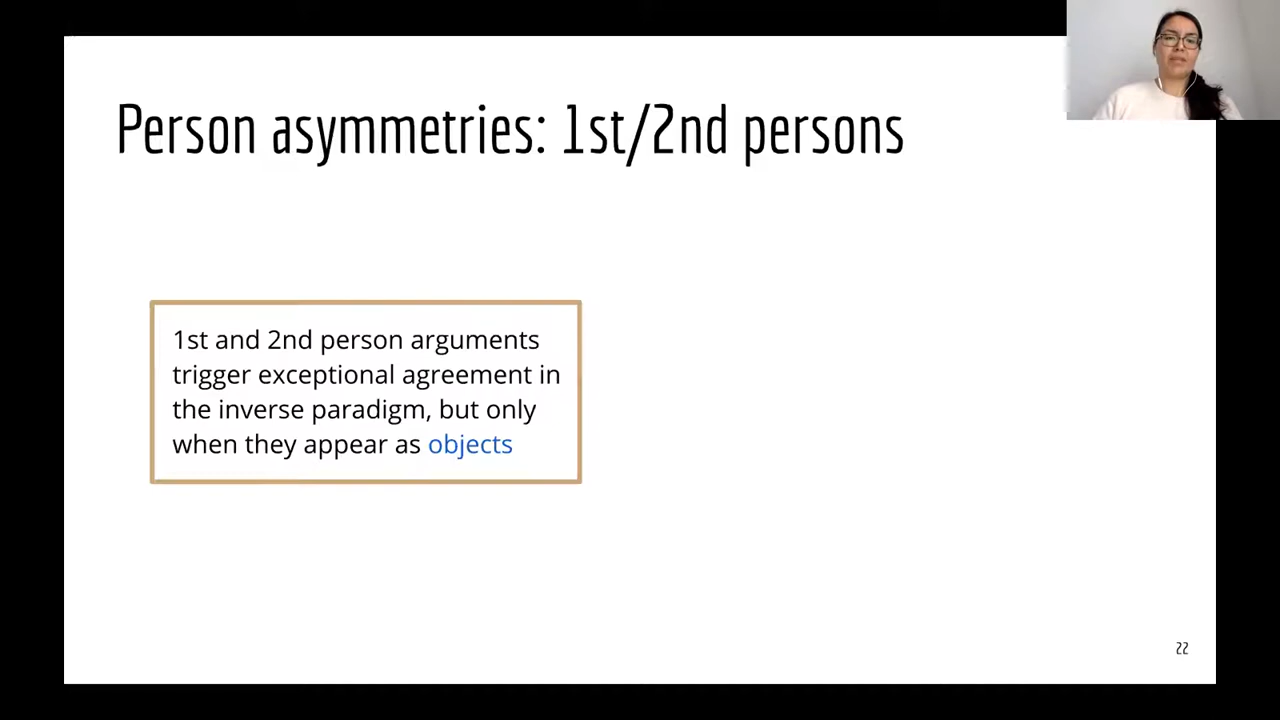 Person asymmetries: 1st/2nd persons
1st and 2nd person arguments
trigger exceptional agreement in
the inverse paradigm, but only
when they appear as objects
22